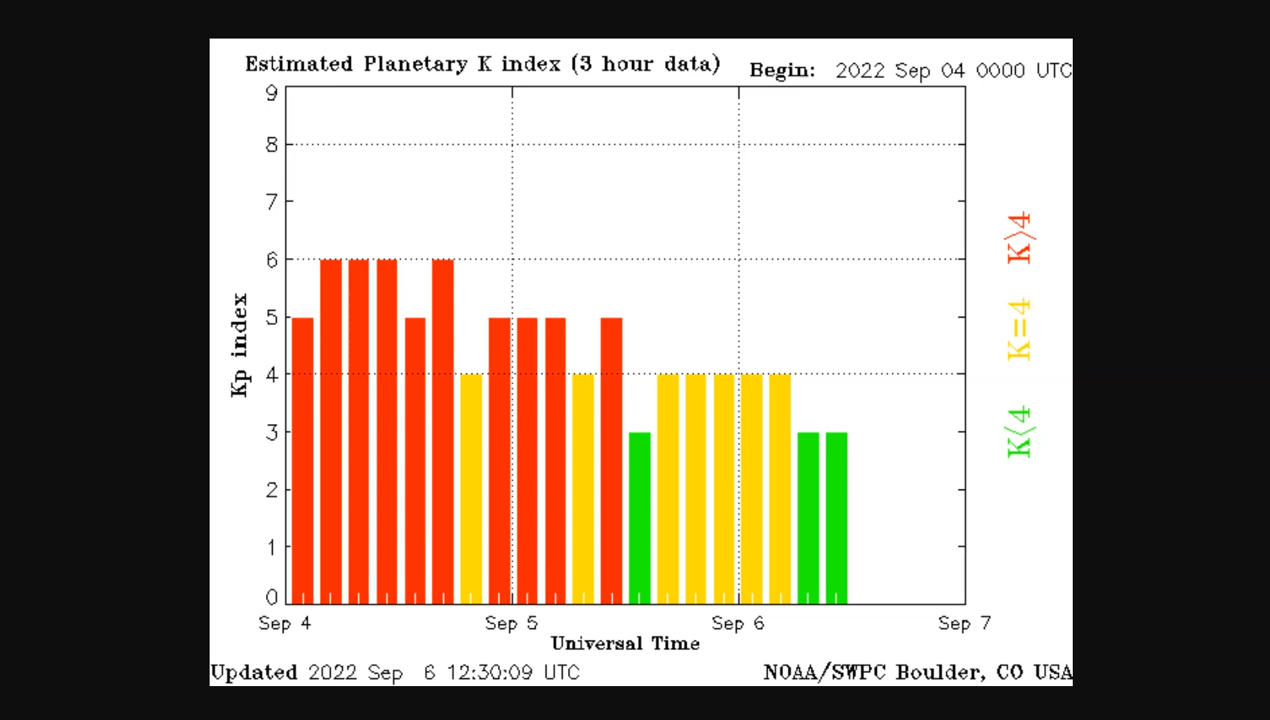 Estimated Planetary K index (3 hour data)
Begin: 2022 Sep 04 0000 UTC
9
8
7
6
5
4
3
2
1
0
Kp index
K>4
K=4
K<4
Sep 4
Sep 5
Sep 6
Sep 7
Universal Time
Updated 2022 Sep 6 12:30:09 UTC
NOAA/SWPC Boulder, CO USA